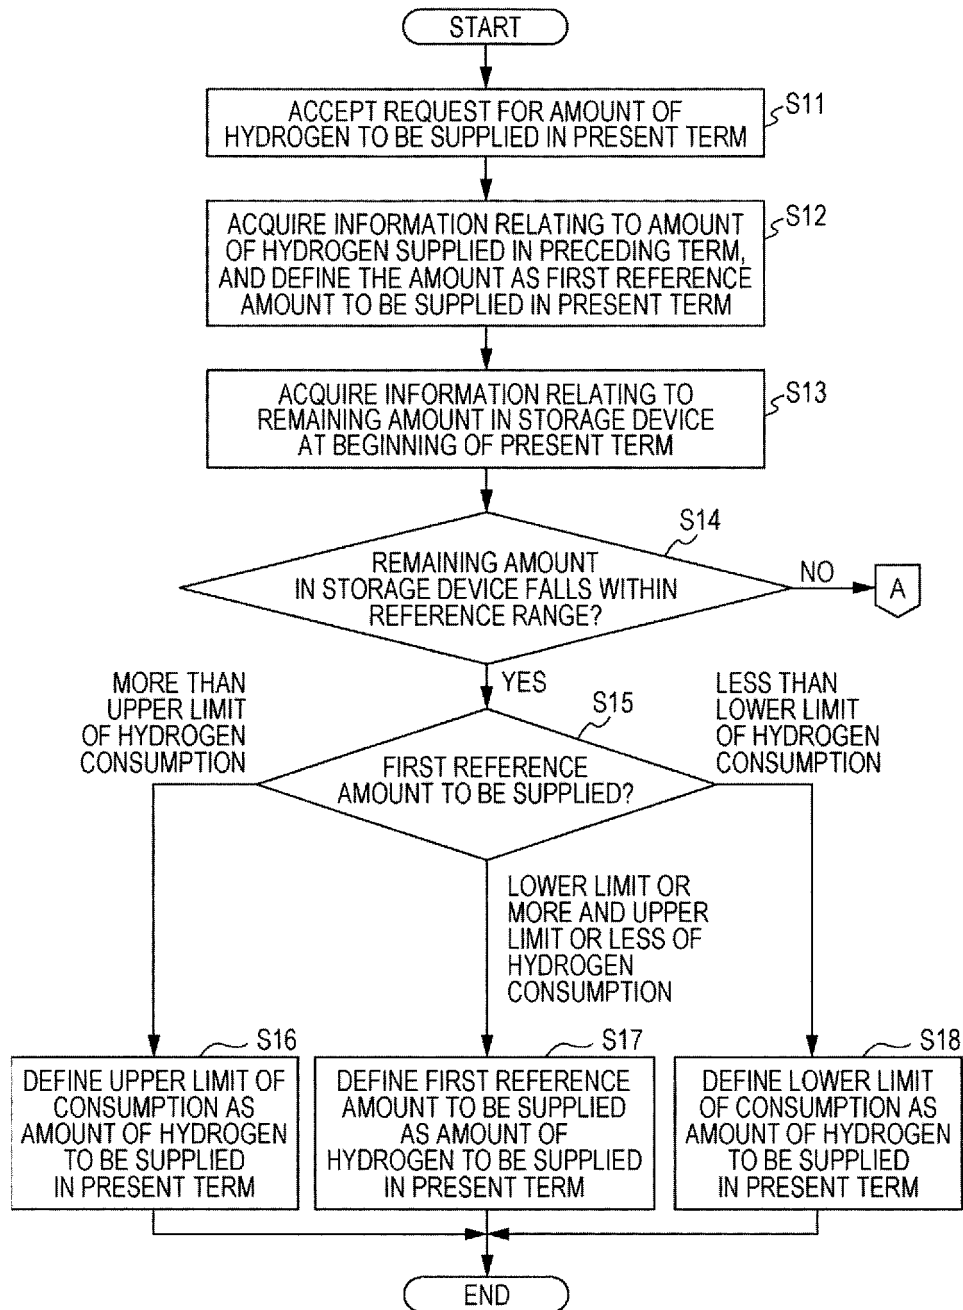 START
ACCEPT REQUEST FOR AMOUNT OF
HYDROGEN TO BE SUPPLIED IN PRESENT TERM
S11
ACQUIRE INFORMATION RELATING TO AMOUNT
OF HYDROGEN SUPPLIED IN PRECEDING TERM,
AND DEFINE THE AMOUNT AS FIRST REFERENCE
AMOUNT TO BE SUPPLIED IN PRESENT TERM
S12
ACQUIRE INFORMATION RELATING TO
REMAINING AMOUNT IN STORAGE DEVICE
AT BEGINNING OF PRESENT TERM
S13
S14
REMAINING AMOUNT
IN STORAGE DEVICE FALLS WITHIN
REFERENCE RANGE?
NO
A
YES
MORE THAN
UPPER LIMIT
OF HYDROGEN
CONSUMPTION
S15
FIRST REFERENCE
AMOUNT TO BE SUPPLIED?
LESS THAN
LOWER LIMIT
OF HYDROGEN
CONSUMPTION
LOWER LIMIT OR
MORE AND UPPER
LIMIT OR LESS OF
HYDROGEN
CONSUMPTION
S16
DEFINE UPPER LIMIT OF
CONSUMPTION AS
AMOUNT OF HYDROGEN
TO BE SUPPLIED
IN PRESENT TERM
S17
DEFINE FIRST REFERENCE
AMOUNT TO BE SUPPLIED
AS AMOUNT OF
HYDROGEN TO BE SUPPLIED
IN PRESENT TERM
S18
DEFINE LOWER LIMIT
OF CONSUMPTION AS
AMOUNT OF HYDROGEN
TO BE SUPPLIED
IN PRESENT TERM
END